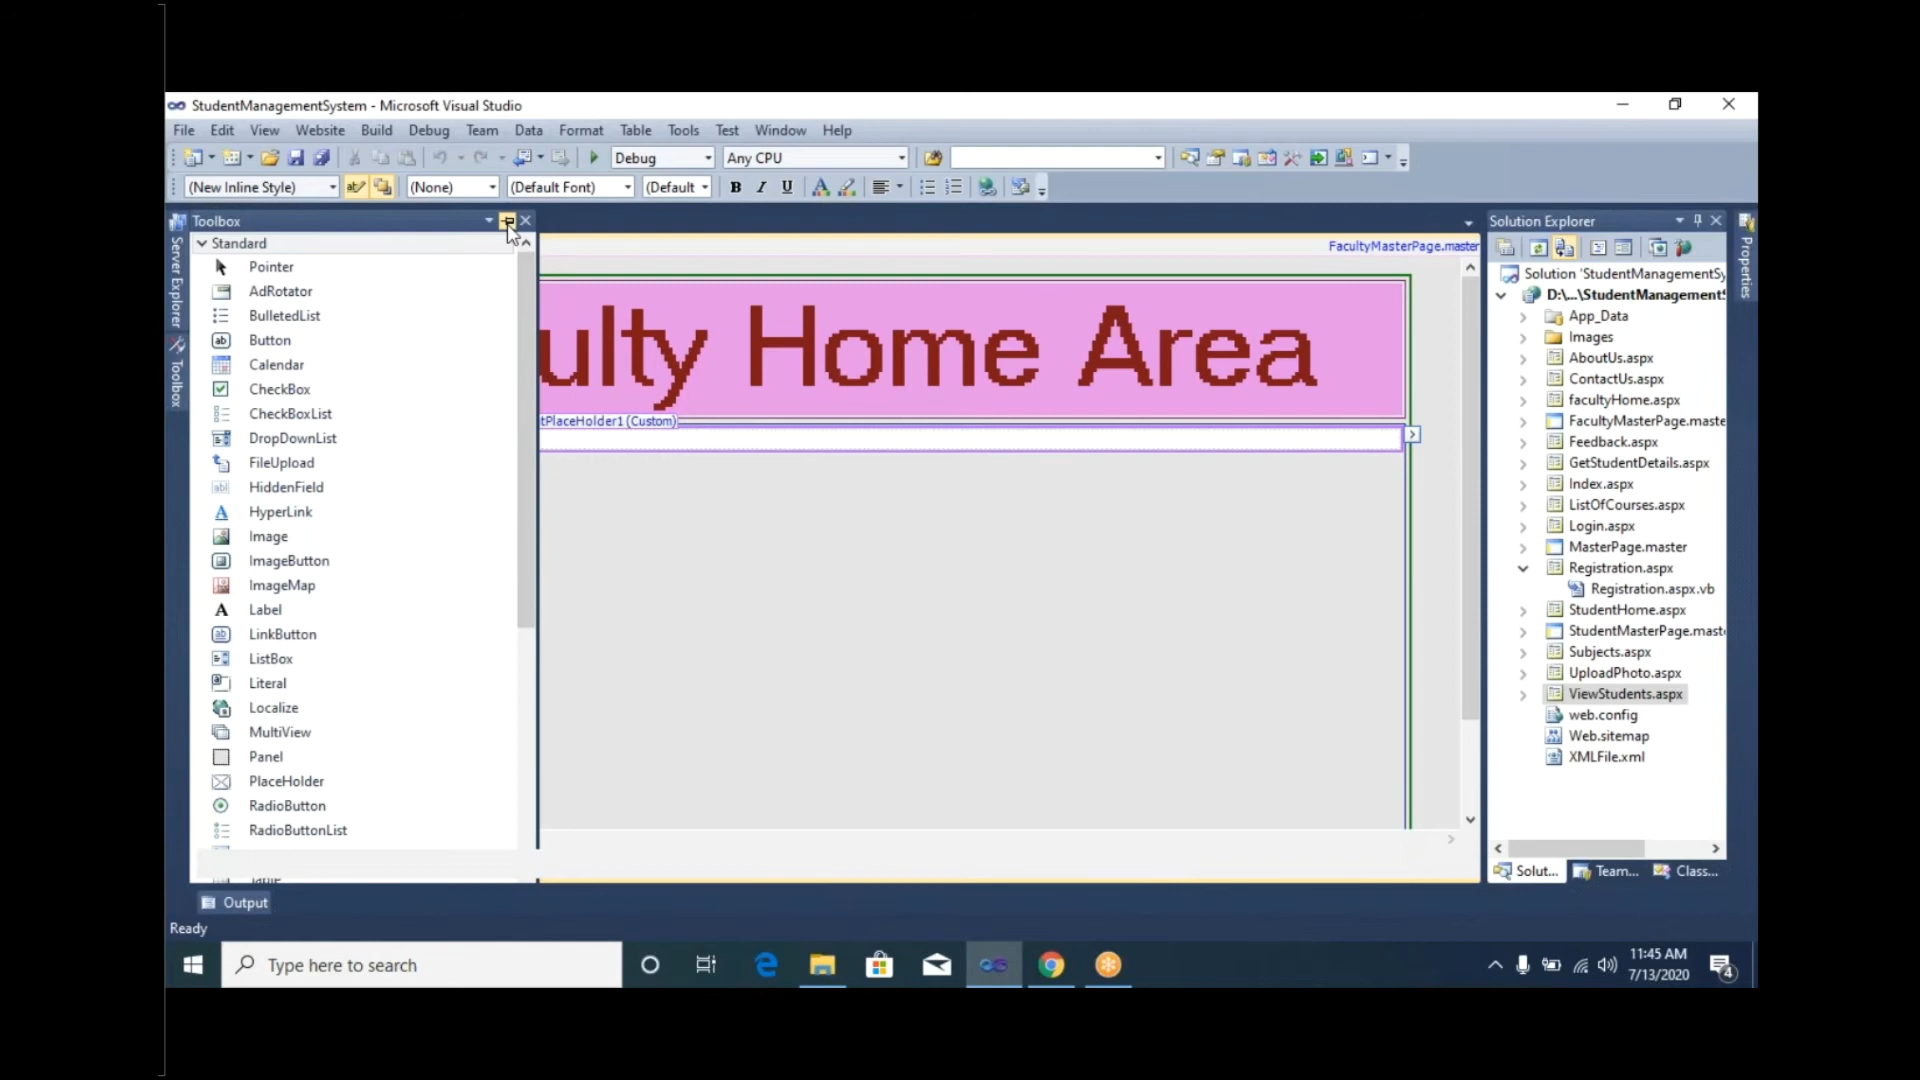 StudentManagementSystem - Microsoft Visual Studio
File Edit View Website Build Debug Team Data Format Table Tools Test Window Help
Debug Any CPU
(New Inline Style) (None) (Default Font) (Default B I U
Toolbox
Server Explorer
Toolbox
Standard
Pointer
AdRotator
BulletedList
Button
Calendar
CheckBox
CheckBoxList
DropDownList
FileUpload
HiddenField
HyperLink
Image
ImageButton
ImageMap
Label
LinkButton
ListBox
Literal
Localize
MultiView
Panel
PlaceHolder
RadioButton
RadioButtonList
FacultyMasterPage.master
ulty Home Area
tPlaceHolder1 (Custom)
Solution Explorer
Properties
Solution 'StudentManagementSy
D:\...\StudentManagementS
App_Data
Images
AboutUs.aspx
ContactUs.aspx
facultyHome.aspx
FacultyMasterPage.maste
Feedback.aspx
GetStudentDetails.aspx
Index.aspx
ListOfCourses.aspx
Login.aspx
MasterPage.master
Registration.aspx
Registration.aspx.vb
StudentHome.aspx
StudentMasterPage.mast
Subjects.aspx
UploadPhoto.aspx
ViewStudents.aspx
web.config
Web.sitemap
XMLFile.xml
Solut... Team... Class...
Output
Ready
Type here to search
11:45 AM
7/13/2020
4